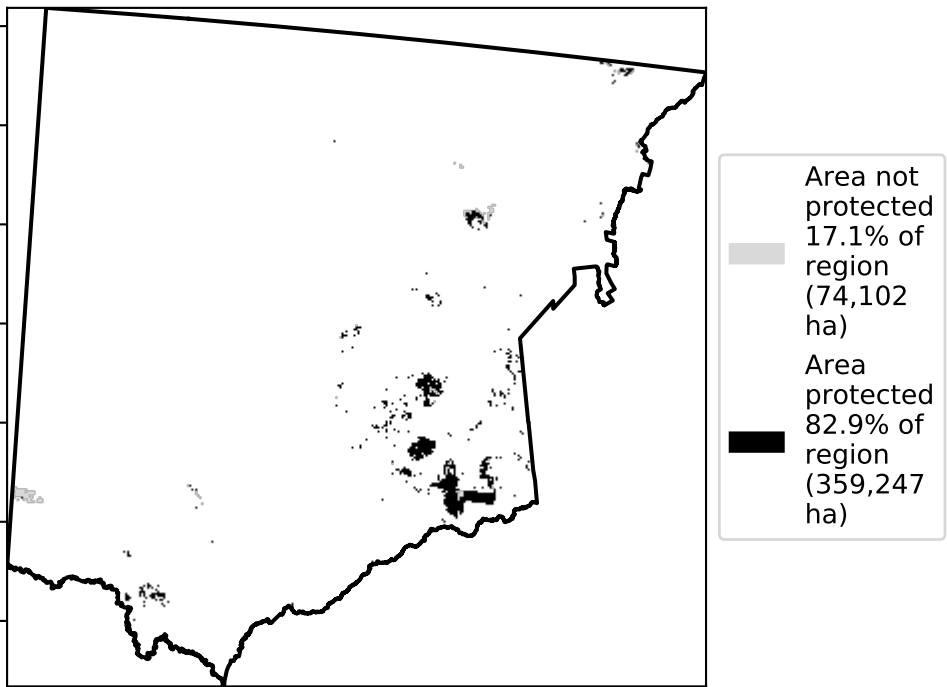 Area not
protected
17.1% of
region
(74,102
ha)
Area
protected
82.9% of
region
(359,247
ha)